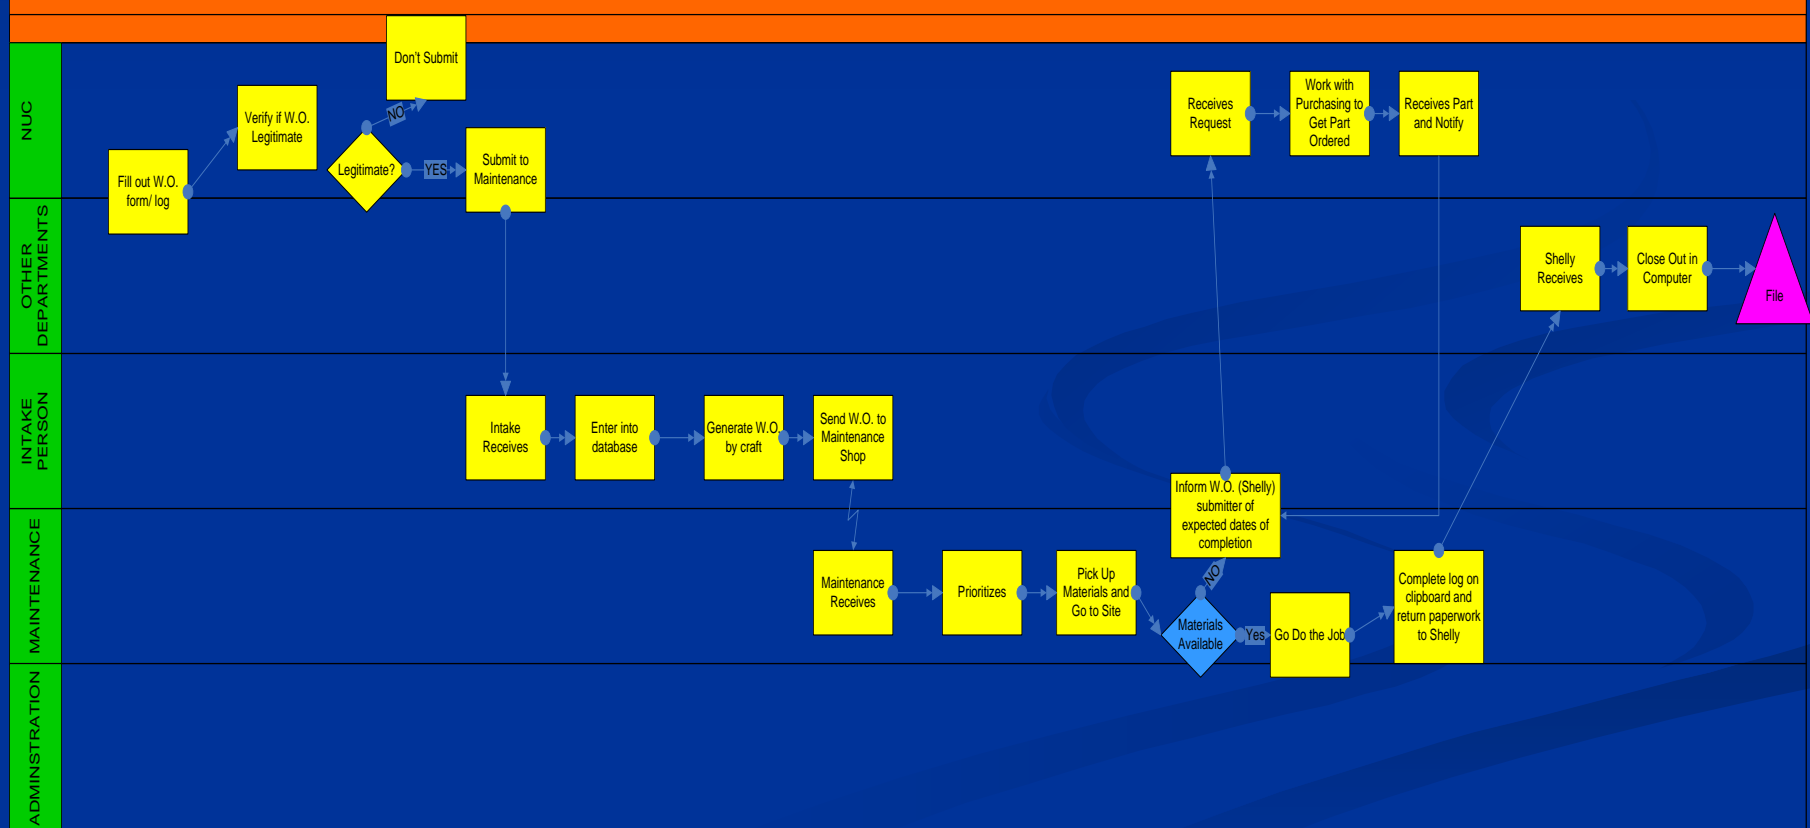 NUC
Fill out W.O.
form/ log
Verify if W.O.
Legitimate
Don't Submit
NO
Legitimate?
YES
Submit to
Maintenance
Receives
Request
Work with
Purchasing to
Get Part
Ordered
Receives Part
and Notify
OTHER
DEPARTMENTS
Shelly
Receives
Close Out in
Computer
File
INTAKE
PERSON
Intake
Receives
Enter into
database
Generate W.O.
by craft
Send W.O. to
Maintenance
Shop
Inform W.O. (Shelly)
submitter of
expected dates of
completion
MAINTENANCE
Maintenance
Receives
Prioritizes
Pick Up
Materials and
Go to Site
NO
Materials
Available
Yes
Go Do the Job
Complete log on
clipboard and
return paperwork
to Shelly
ADMINSTRATION